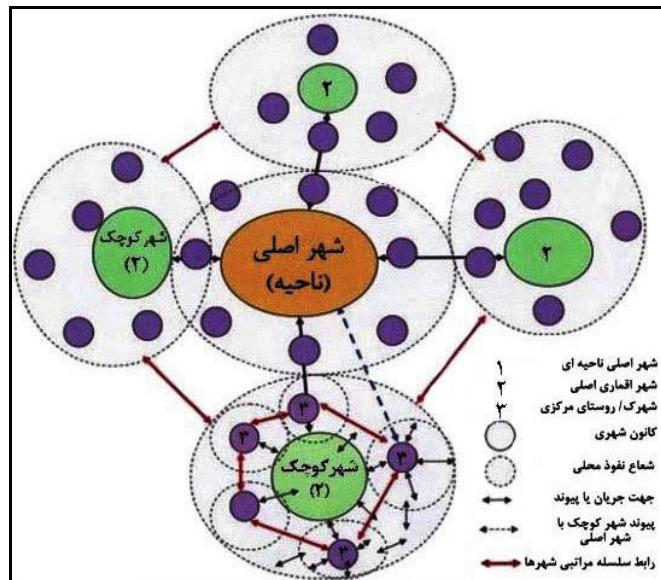 ۲
شهر کوچک
(۲)
شهر اصلی
(ناحیه)
۲
۳
۳
۳
شهر کوچک
(۲)
۳
شهر اصلی ناحیه ای ۱
شهر اقماری اصلی ۲
شهرک/ روستای مرکزی ۳
کانون شهری
شعاع نفوذ محلی
جهت جریان یا پیوند
پیوند شهر کوچک با
شهر اصلی
رابط سلسله مراتبی شهرها